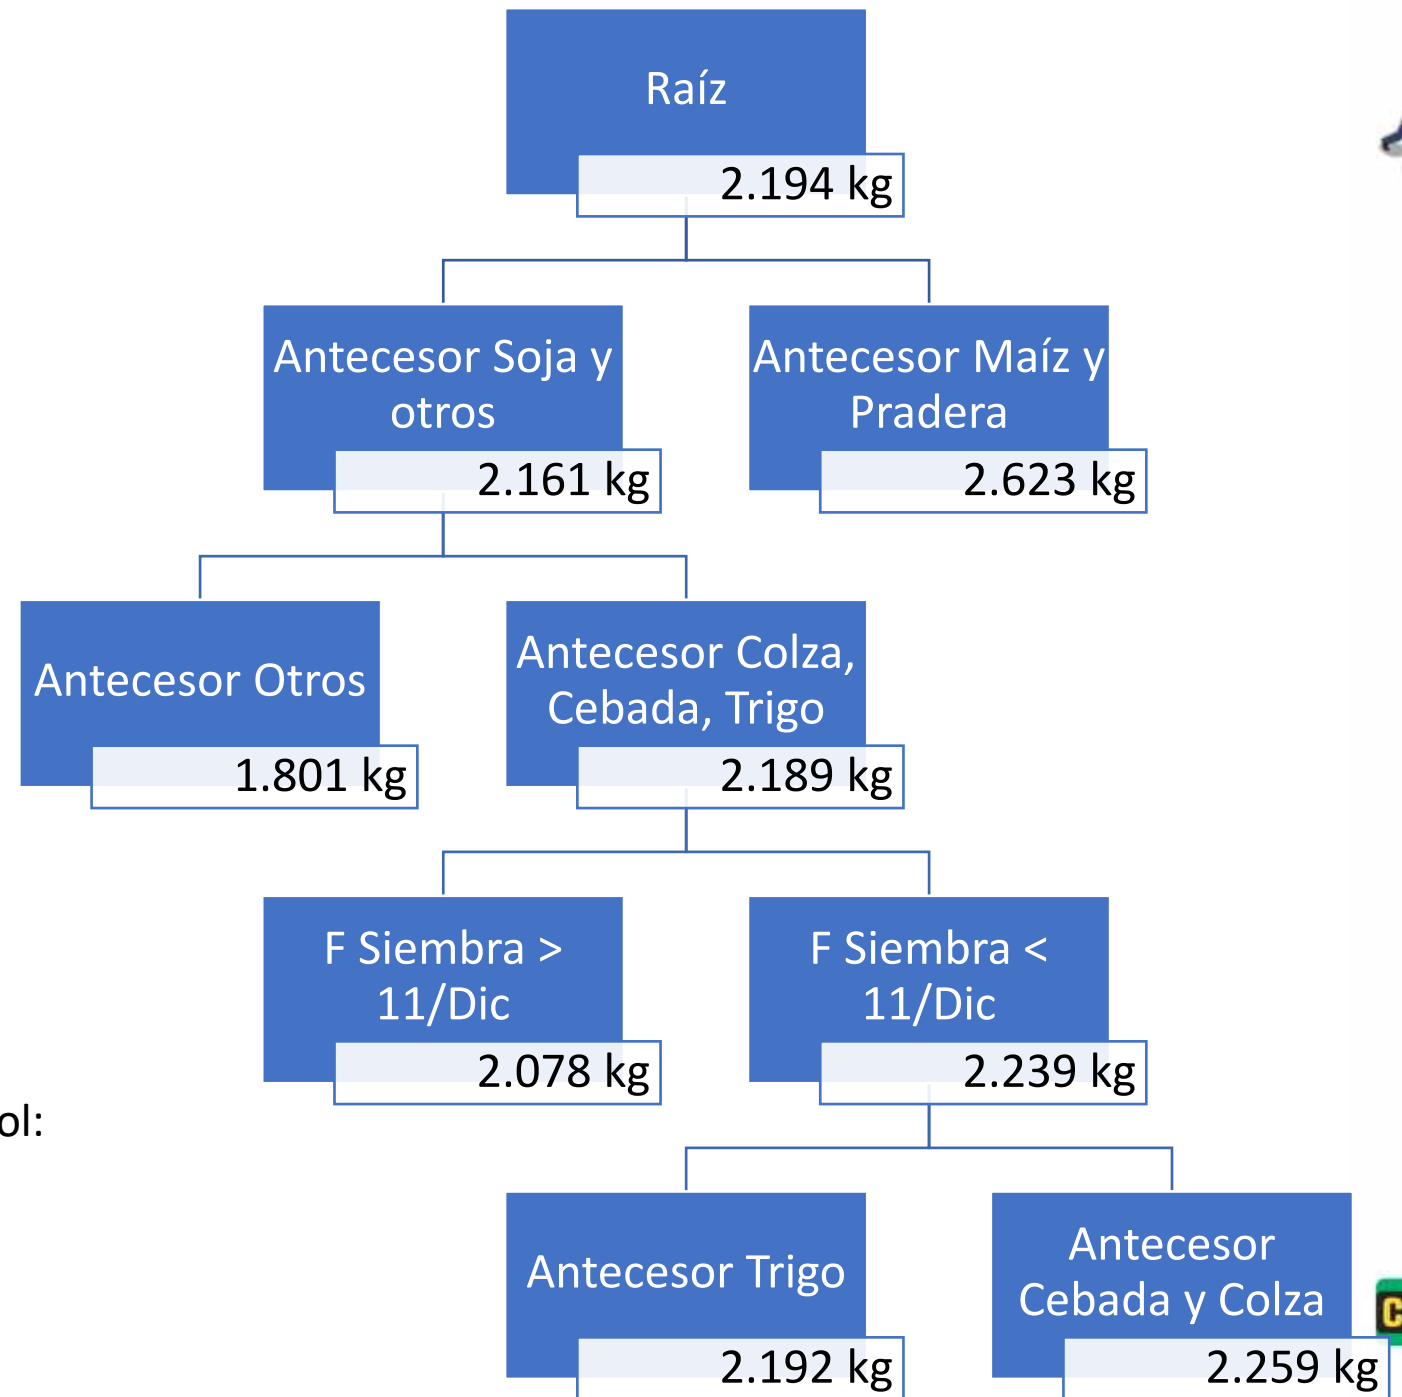 Raíz
2.194 kg
Antecesor Soja y
otros
2.161 kg
Antecesor Maíz y
Pradera
2.623 kg
Antecesor Otros
1.801 kg
Antecesor Colza,
Cebada, Trigo
2.189 kg
F Siembra >
11/Dic
2.078 kg
F Siembra <
11/Dic
2.239 kg
ol:
Antecesor Trigo
2.192 kg
Antecesor
Cebada y Colza
2.259 kg
C